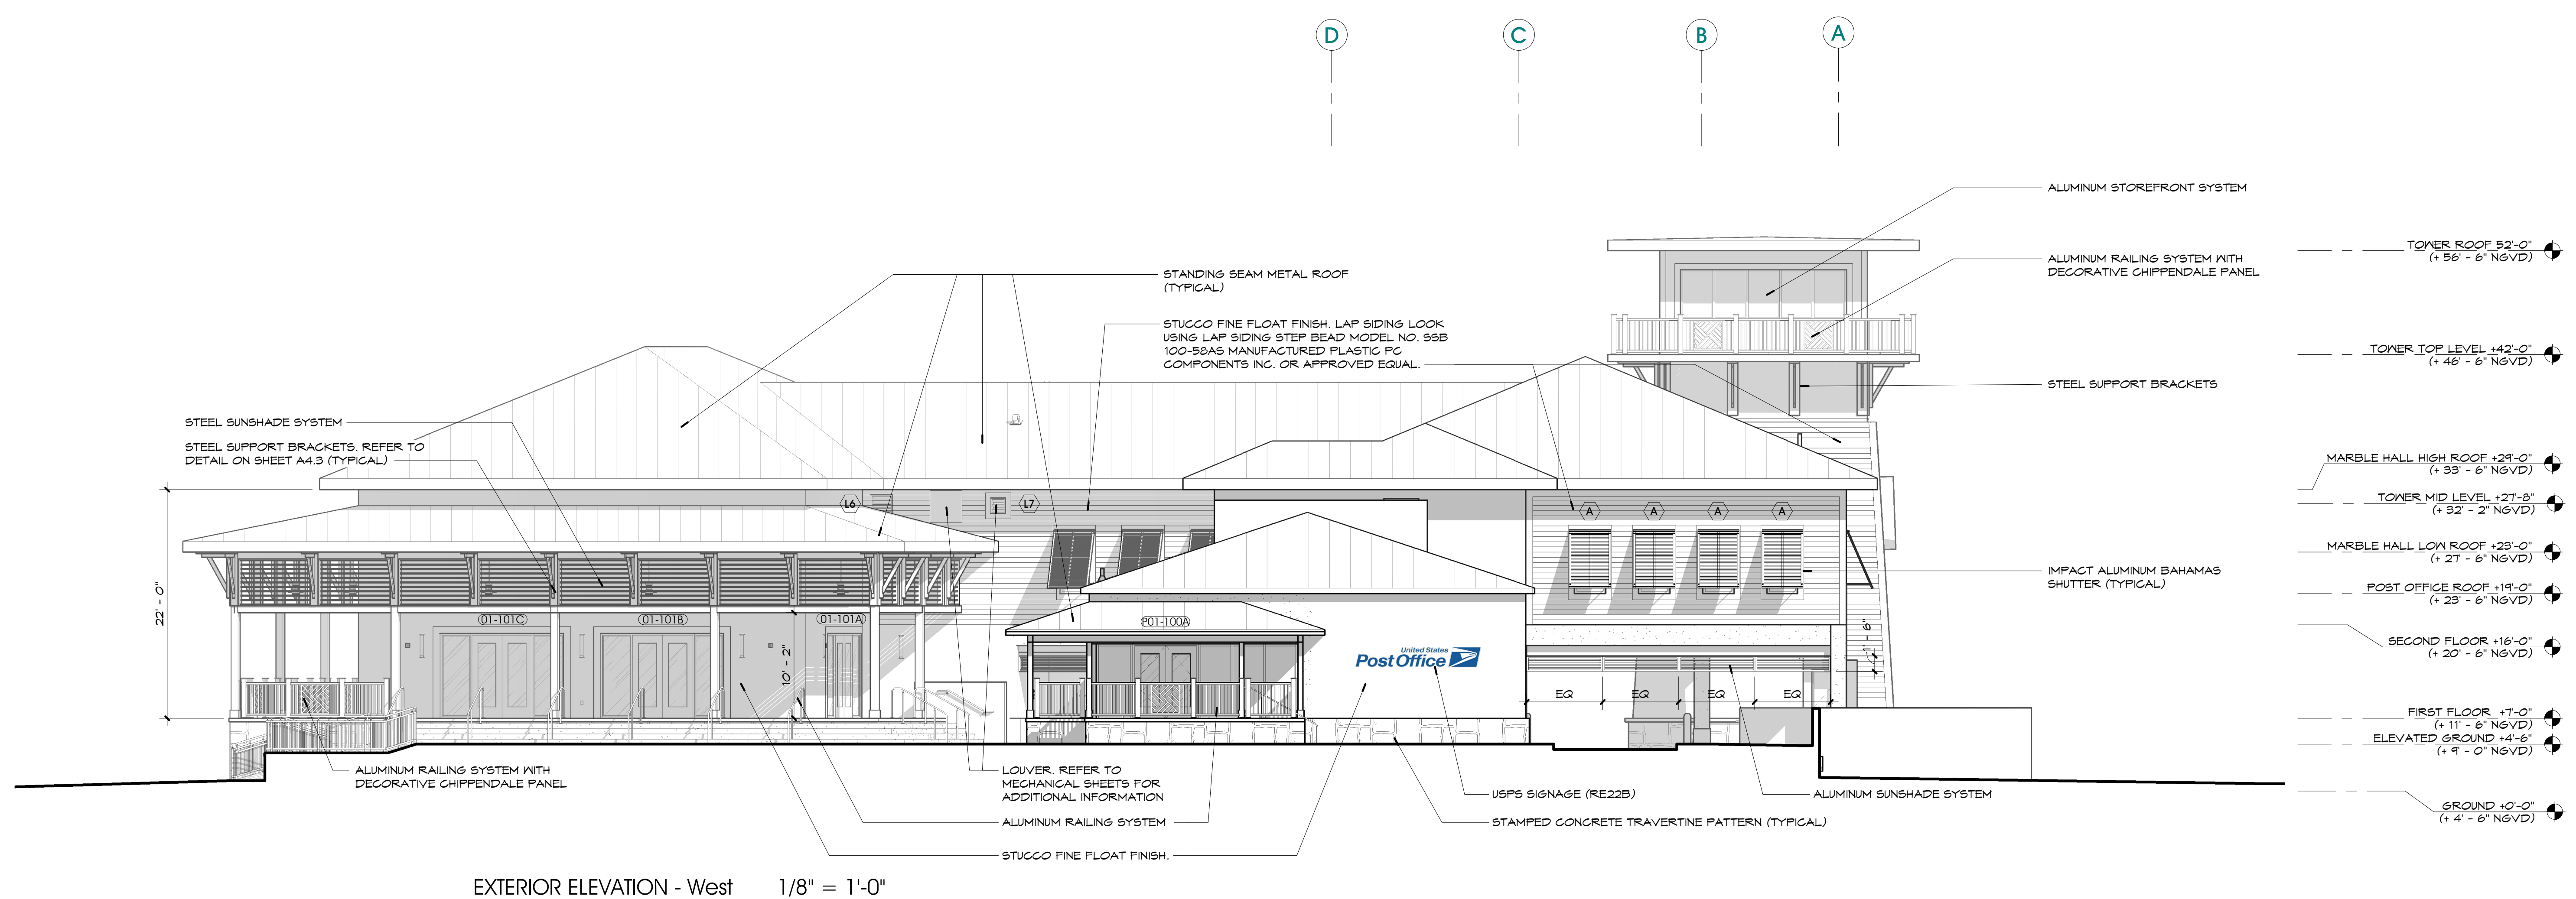 D
C
B
A
ALUMINUM STOREFRONT SYSTEM
ALUMINUM RAILING SYSTEM WITH
DECORATIVE CHIPPENDALE PANEL
STEEL SUPPORT BRACKETS
IMPACT ALUMINUM BAHAMAS
SHUTTER (TYPICAL)
STANDING SEAM METAL ROOF
(TYPICAL)
STUCCO FINE FLOAT FINISH. LAP SIDING LOOK
USING LAP SIDING STEP BEAD MODEL NO. SSB
100-58AS MANUFACTURED PLASTIC PC
COMPONENTS INC. OR APPROVED EQUAL.
STEEL SUNSHADE SYSTEM
STEEL SUPPORT BRACKETS. REFER TO
DETAIL ON SHEET A4.3 (TYPICAL)
22' - 0"
L6
L7
A
A
A
A
01-101C
01-101B
01-101A
P01-100A
10' - 2"
United States
Post Office
1' - 6"
EQ
EQ
EQ
EQ
TOWER ROOF 52'-0"
(+ 56' - 6" NGVD)
TOWER TOP LEVEL +42'-0"
(+ 46' - 6" NGVD)
MARBLE HALL HIGH ROOF +29'-0"
(+ 33' - 6" NGVD)
TOWER MID LEVEL +27'-8"
(+ 32' - 2" NGVD)
MARBLE HALL LOW ROOF +23'-0"
(+ 27' - 6" NGVD)
POST OFFICE ROOF +19'-0"
(+ 23' - 6" NGVD)
SECOND FLOOR +16'-0"
(+ 20' - 6" NGVD)
FIRST FLOOR +7'-0"
(+ 11' - 6" NGVD)
ELEVATED GROUND +4'-6"
(+ 9' - 0" NGVD)
GROUND +0'-0"
(+ 4' - 6" NGVD)
ALUMINUM RAILING SYSTEM WITH
DECORATIVE CHIPPENDALE PANEL
LOUVER. REFER TO
MECHANICAL SHEETS FOR
ADDITIONAL INFORMATION
ALUMINUM RAILING SYSTEM
STUCCO FINE FLOAT FINISH.
USPS SIGNAGE (RE22B)
ALUMINUM SUNSHADE SYSTEM
STAMPED CONCRETE TRAVERTINE PATTERN (TYPICAL)
EXTERIOR ELEVATION - West 1/8" = 1'-0"